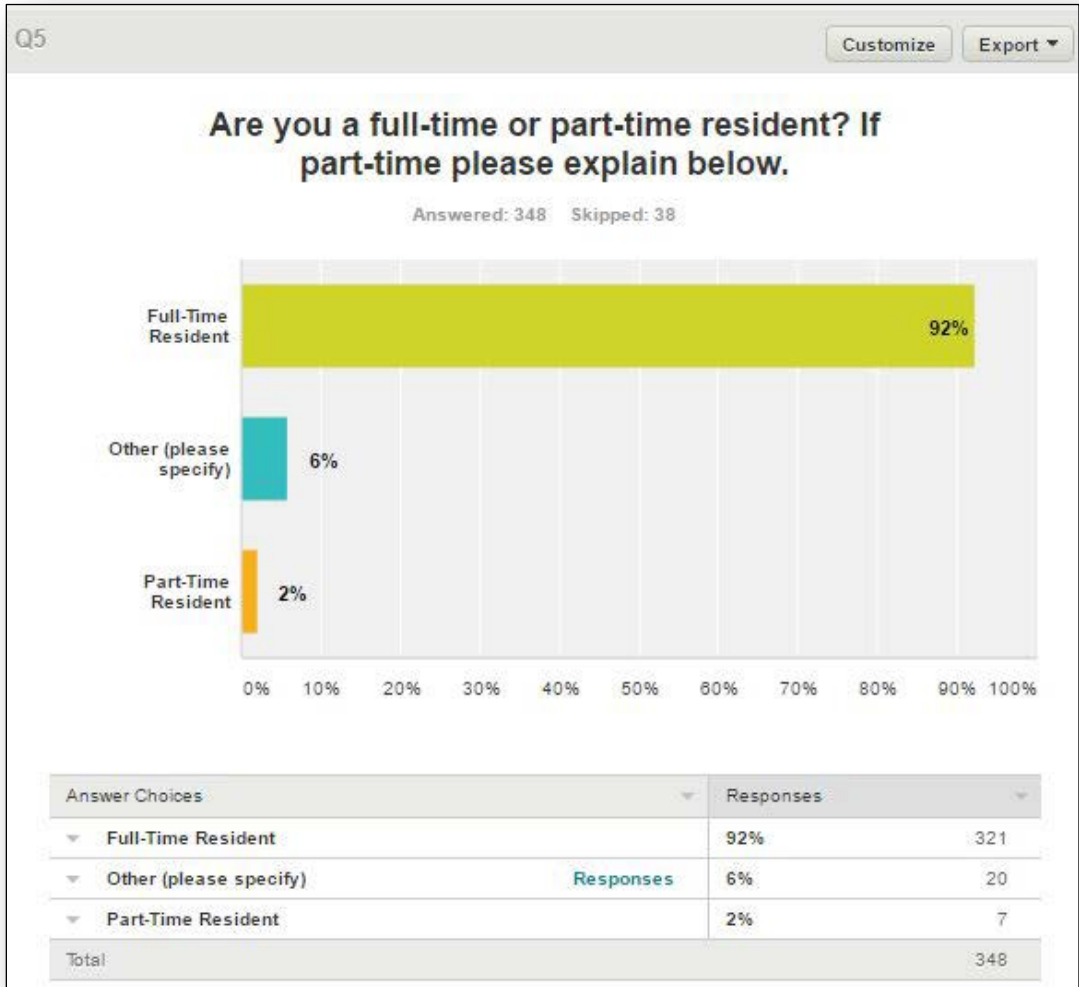 Q5
Customize
Export
Are you a full-time or part-time resident? If
part-time please explain below.
Answered: 348 Skipped: 38
Full-Time
Resident
92%
Other (please
specify)
6%
Part-Time
Resident
2%
0% 10% 20% 30% 40% 50% 60% 70% 80% 90% 100%
Answer Choices Responses
Full-Time Resident 92% 321
Other (please specify) Responses 6% 20
Part-Time Resident 2% 7
Total 348